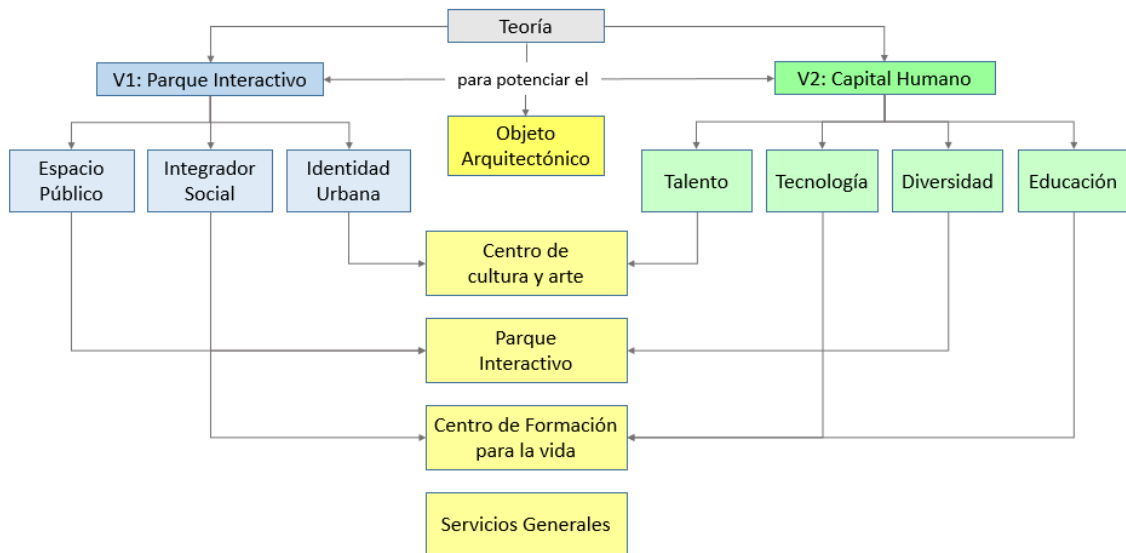 Teoría
V1: Parque Interactivo
para potenciar el
V2: Capital Humano
Objeto
Arquitectónico
Espacio
Público
Integrador
Social
Identidad
Urbana
Talento
Tecnología
Diversidad
Educación
Centro de
cultura y arte
Parque
Interactivo
Centro de Formación
para la vida
Servicios Generales